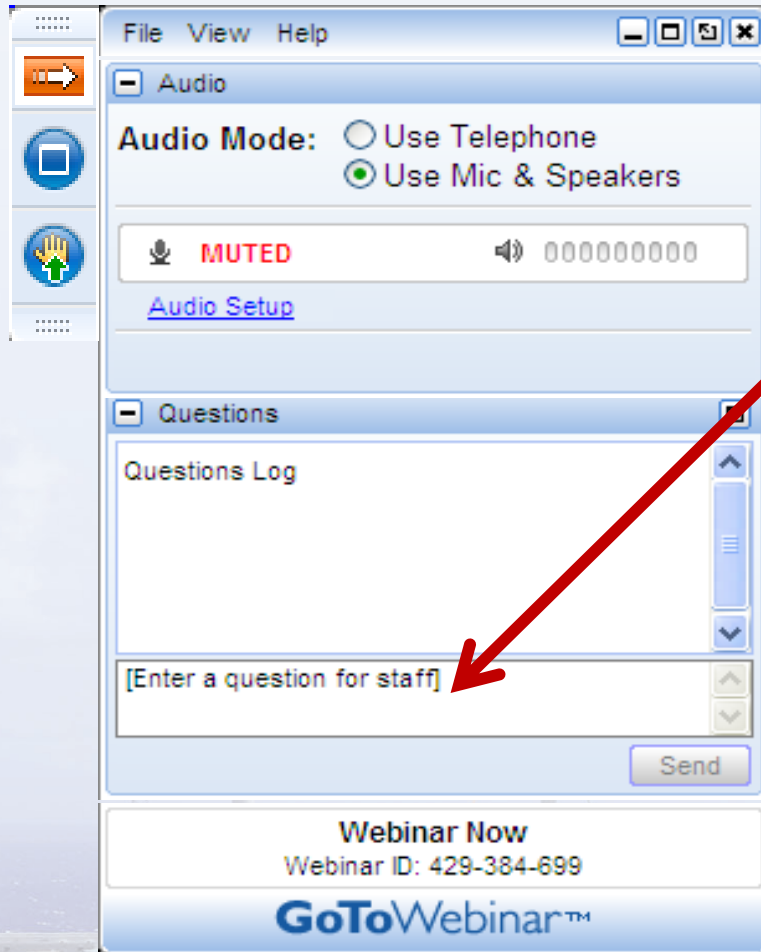 File View Help
Audio
Audio Mode: Use Telephone
Use Mic & Speakers
MUTED 000000000
Audio Setup
Questions
Questions Log
[Enter a question for staff]
Send
Webinar Now
Webinar ID: 429-384-699
GoToWebinar™